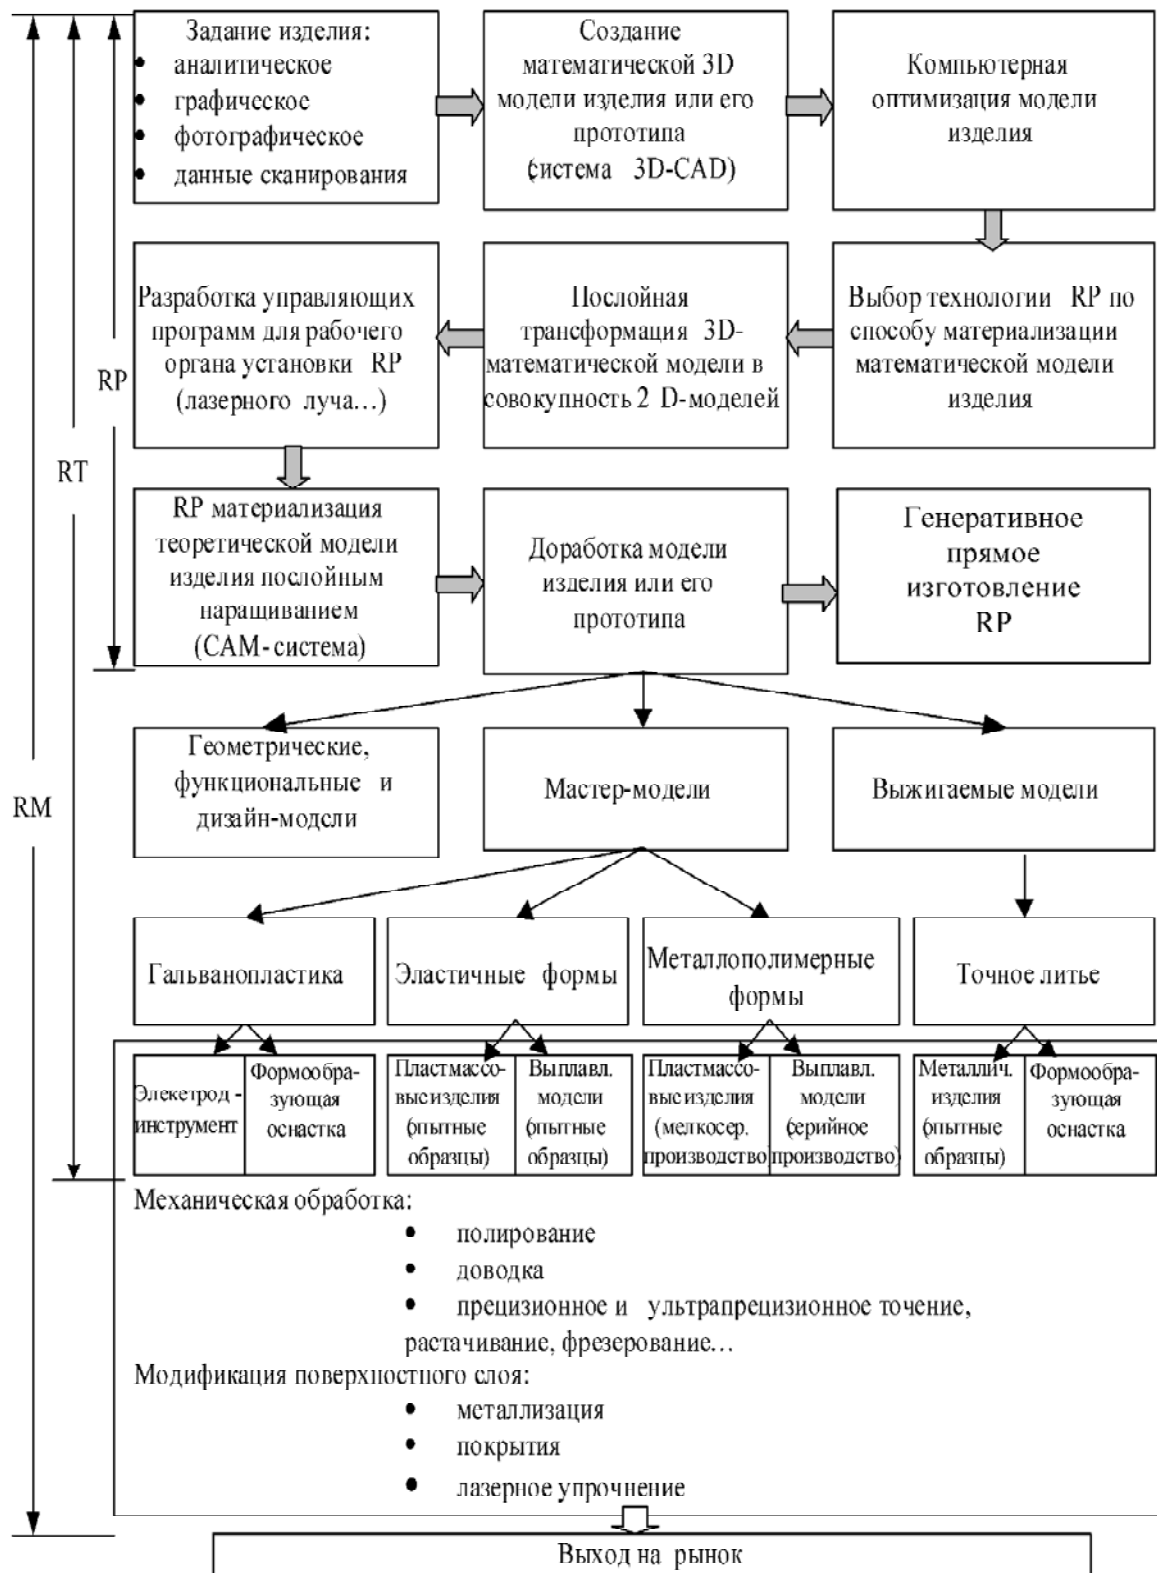 Задание изделия:
• аналитическое
• графическое
• фотографическое
• данные сканирования
Создание
математической 3D
модели изделия или его
прототипа
(система 3D-CAD)
Компьютерная
оптимизация модели
изделия
Разработка управляющих
программ для рабочего
органа установки RP
(лазерного луча…)
Послойная
трансформация 3D-
математической модели в
совокупность 2 D-моделей
Выбор технологии RP по
способу материализации
математической модели
изделия
RP
RT
RM
RP материализация
теоретической модели
изделия послойным
наращиванием
(CAM- система)
Доработка модели
изделия или его
прототипа
Генеративное
прямое
изготовление
RP
Геометрические,
функциональные и
дизайн-модели
Мастер-модели
Выжигаемые модели
Гальванопластика
Эластичные формы
Металлополимерные
формы
Точное литье
Элекетрод -
инструмент
Формообра-
зующая
оснастка
Пластмассо-
вые изделия
(опытные
образцы)
Выплавл.
модели
(опытные
образцы)
Пластмассо-
вые изделия
(мелкосер.
производство)
Выплавл.
модели
(серийное
производство)
Металлич.
изделия
(опытные
образцы)
Формообра-
зующая
оснастка
Механическая обработка:
• полирование
• доводка
• прецизионное и ультрапрецизионное точение,
растачивание, фрезерование…
Модификация поверхностного слоя:
• металлизация
• покрытия
• лазерное упрочнение
Выход на рынок